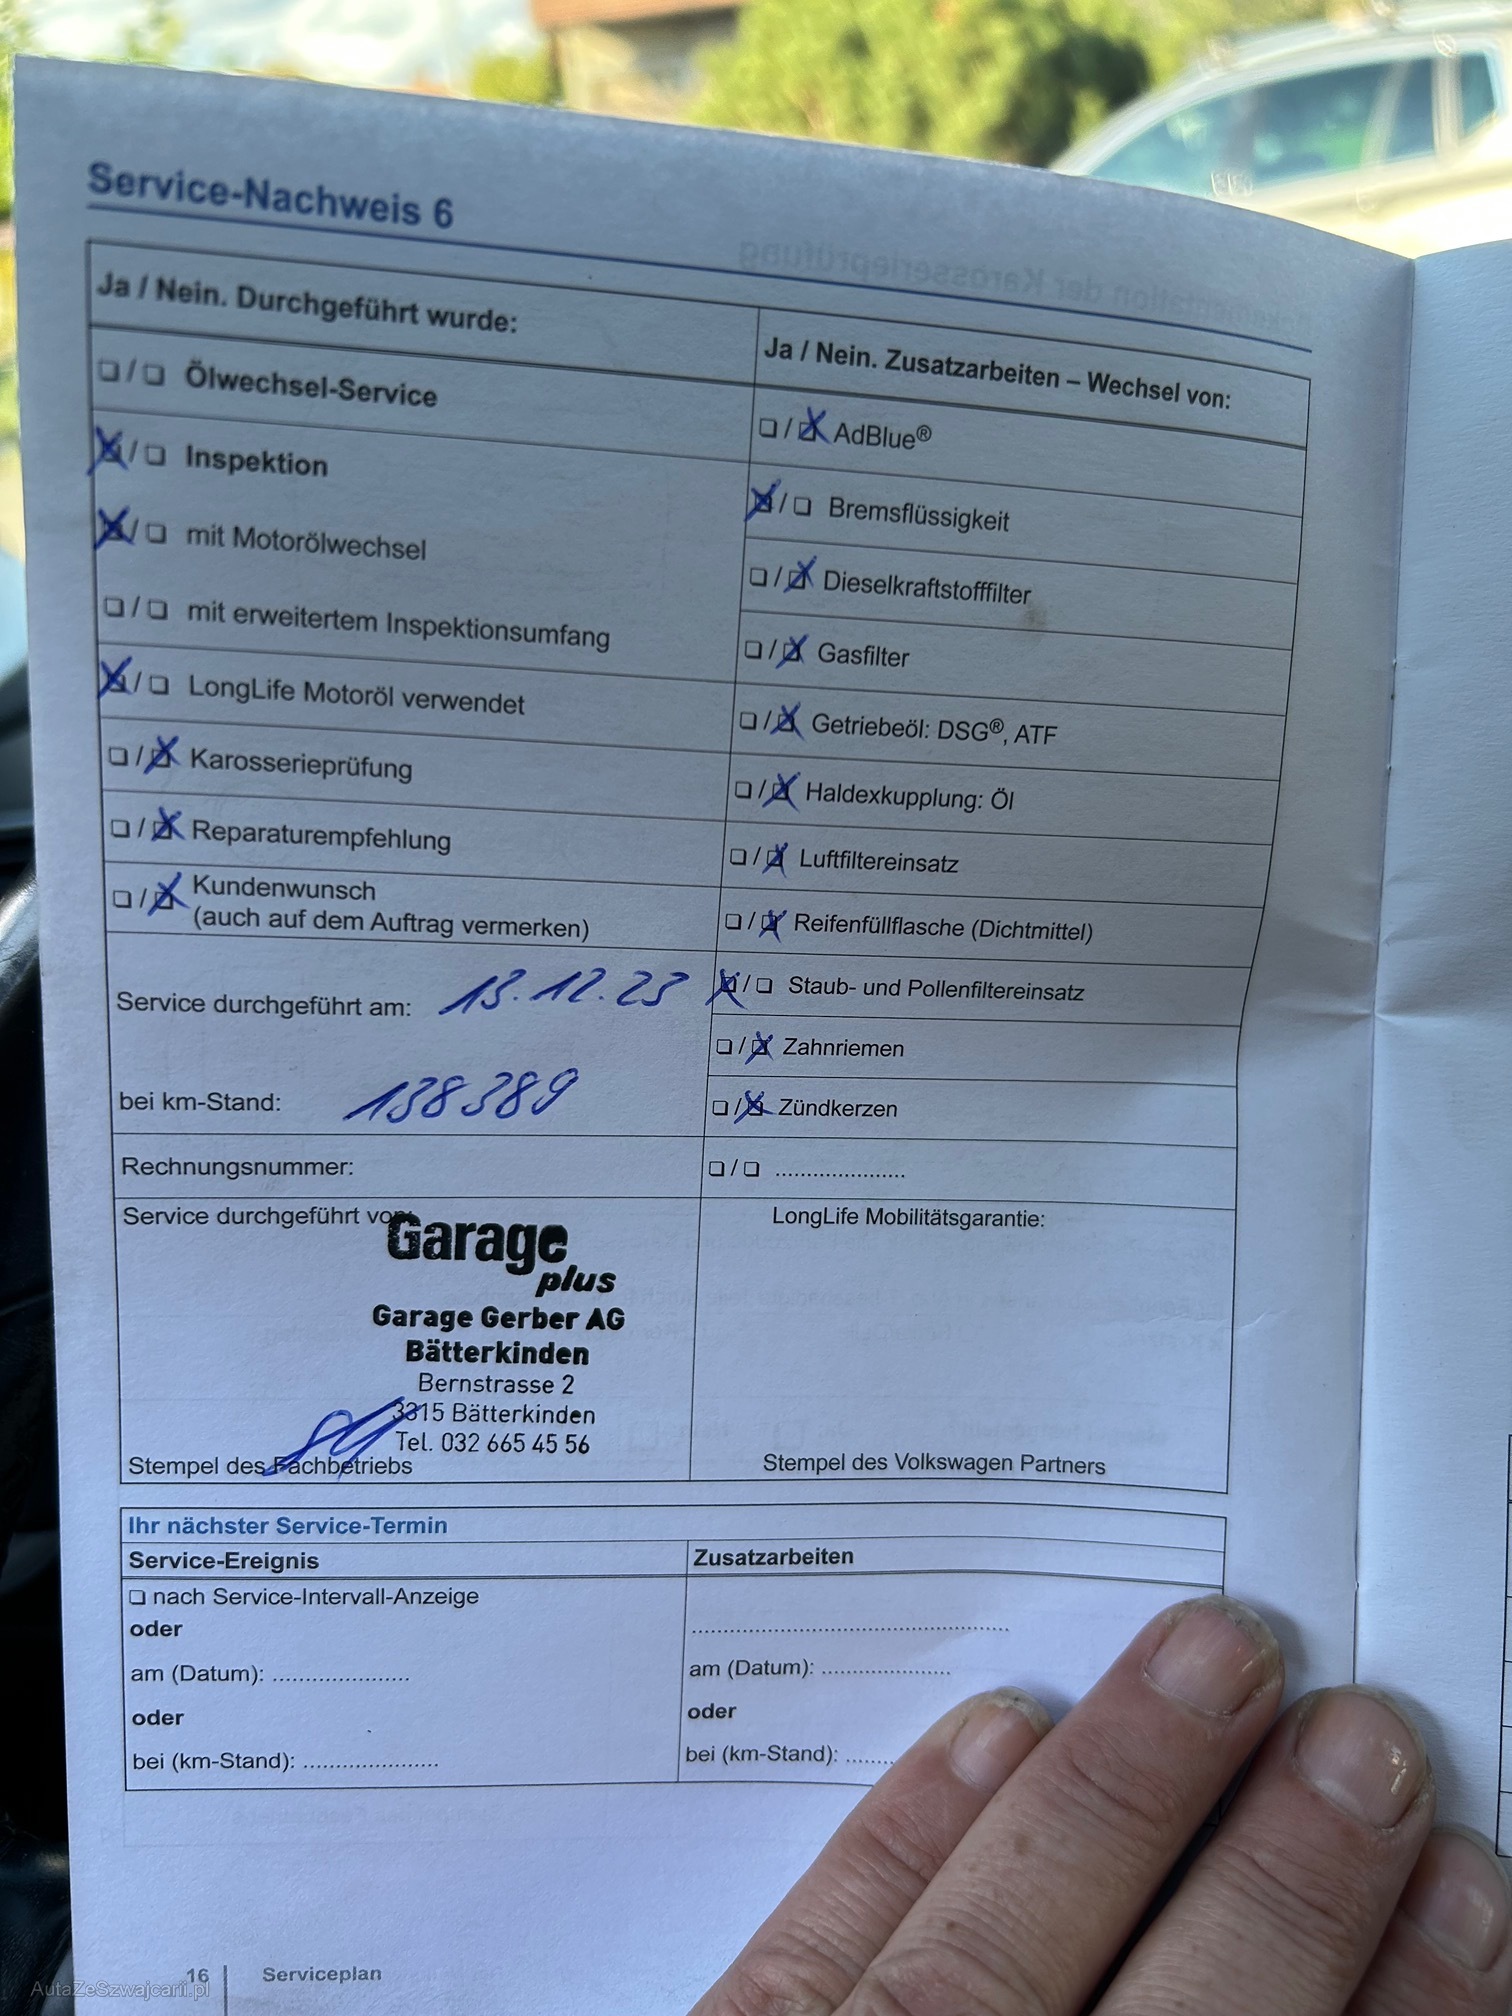 Service-Nachweis 6
Ja / Nein. Durchgeführt wurde:
❏ / ❏ Ölwechsel-Service
☒ / ❏ Inspektion
☒ / ❏ mit Motorölwechsel
❏ / ❏ mit erweitertem Inspektionsumfang
☒ / ❏ LongLife Motoröl verwendet
❏ / ☒ Karosserieprüfung
❏ / ☒ Reparaturempfehlung
❏ / ☒ Kundenwunsch
(auch auf dem Auftrag vermerken)
Service durchgeführt am: 13.12.23
bei km-Stand: 138389
Rechnungsnummer:
Ja / Nein. Zusatzarbeiten – Wechsel von:
❏ / ☒ AdBlue®
☒ / ❏ Bremsflüssigkeit
❏ / ☒ Dieselkraftstofffilter
❏ / ☒ Gasfilter
❏ / ☒ Getriebeöl: DSG®, ATF
❏ / ☒ Haldexkupplung: Öl
❏ / ☒ Luftfiltereinsatz
❏ / ☒ Reifenfüllflasche (Dichtmittel)
☒ / ❏ Staub- und Pollenfiltereinsatz
❏ / ☒ Zahnriemen
❏ / ☒ Zündkerzen
❏ / ❏ .....................
Service durchgeführt von:
Garage
plus
Garage Gerber AG
Bätterkinden
Bernstrasse 2
3315 Bätterkinden
Tel. 032 665 45 56
Stempel des Fachbetriebs
LongLife Mobilitätsgarantie:
Stempel des Volkswagen Partners
Ihr nächster Service-Termin
Service-Ereignis
❏ nach Service-Intervall-Anzeige
oder
am (Datum): ......................
oder
bei (km-Stand): ......................
Zusatzarbeiten
..................................................
am (Datum): .....................
oder
bei (km-Stand): ........
16 | Serviceplan
AutaZeSzwajcarii.pl